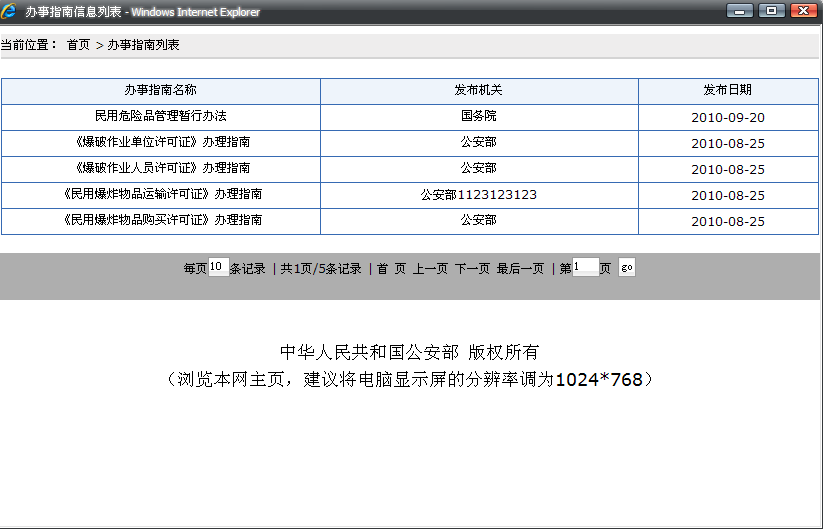 办事指南信息列表 - Windows Internet Explorer
当前位置： 首页 > 办事指南列表
办事指南名称 发布机关 发布日期
民用危险品管理暂行办法 国务院 2010-09-20
《爆破作业单位许可证》办理指南 公安部 2010-08-25
《爆破作业人员许可证》办理指南 公安部 2010-08-25
《民用爆炸物品运输许可证》办理指南 公安部1123123123 2010-08-25
《民用爆炸物品购买许可证》办理指南 公安部 2010-08-25
每页10条记录 | 共1页/5条记录 | 首 页 上一页 下一页 最后一页 | 第1页 go
中华人民共和国公安部 版权所有
（浏览本网主页，建议将电脑显示屏的分辨率调为1024*768）